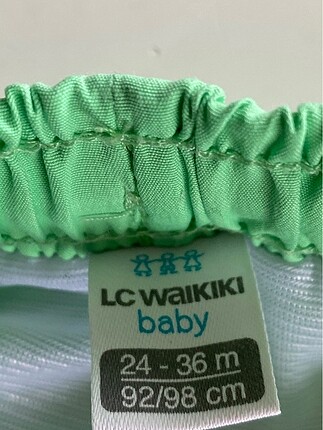 LC WAIKIKI
baby
24 - 36 m
92/98 cm